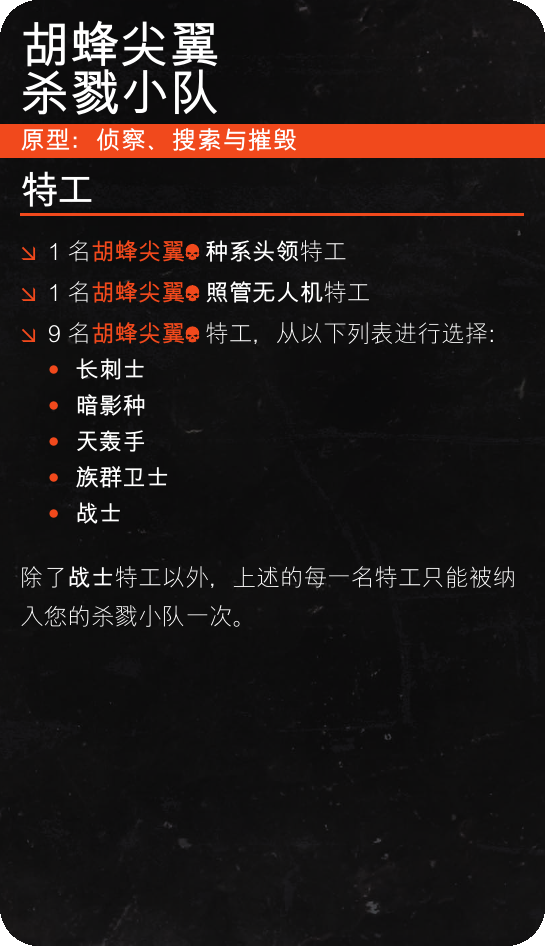 胡蜂尖翼
杀戮小队
原型：侦察、搜索与摧毁
特工
1 名胡蜂尖翼 种系头领特工
1 名胡蜂尖翼 照管无人机特工
9 名胡蜂尖翼 特工，从以下列表进行选择:
• 长刺士
• 暗影种
• 天轰手
• 族群卫士
• 战士
除了战士特工以外，上述的每一名特工只能被纳
入您的杀戮小队一次。